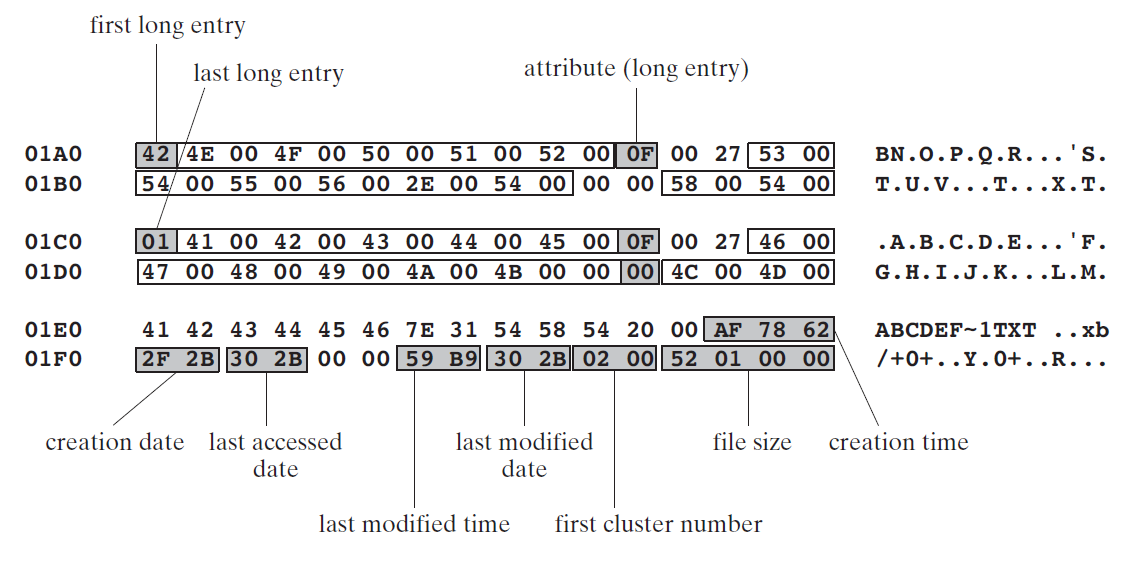 first long entry
last long entry
attribute (long entry)
01A0 42 4E 00 4F 00 50 00 51 00 52 00 0F 00 27 53 00 BN.O.P.Q.R...'S.
01B0 54 00 55 00 56 00 2E 00 54 00 00 00 58 00 54 00 T.U.V...T...X.T.
01C0 01 41 00 42 00 43 00 44 00 45 00 0F 00 27 46 00 .A.B.C.D.E...'F.
01D0 47 00 48 00 49 00 4A 00 4B 00 00 00 4C 00 4D 00 G.H.I.J.K...L.M.
01E0 41 42 43 44 45 46 7E 31 54 58 54 20 00 AF 78 62 ABCDEF~1TXT ..xb
01F0 2F 2B 30 2B 00 00 59 B9 30 2B 02 00 52 01 00 00 /+0+..Y.0+..R...
creation date last accessed date
last modified date
file size creation time
last modified time first cluster number